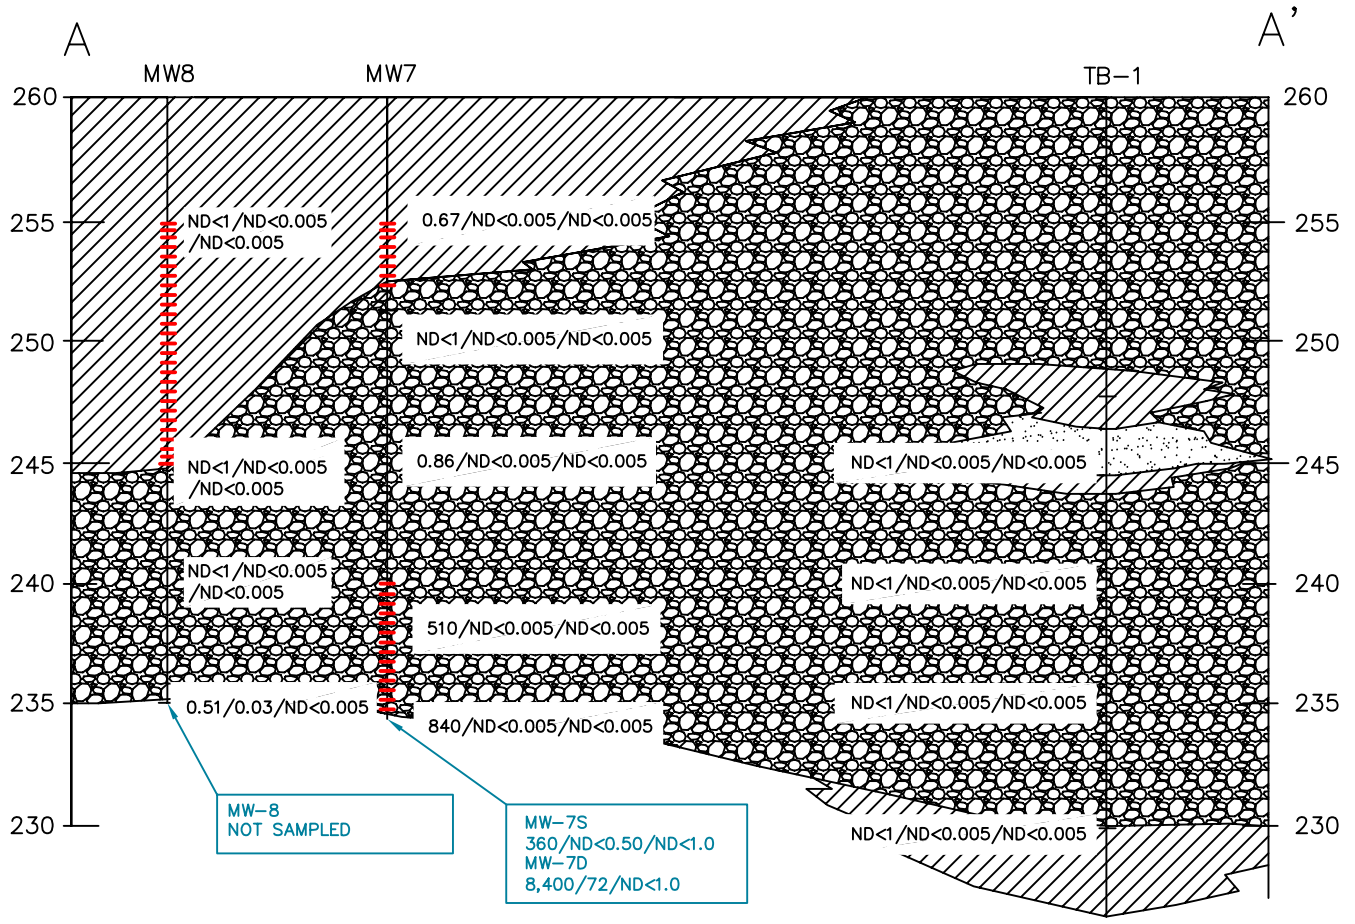 A
A'
MW8
MW7
TB-1
260
260
255
ND<1/ND<0.005
/ND<0.005
0.67/ND<0.005/ND<0.005
255
250
ND<1/ND<0.005/ND<0.005
250
245
ND<1/ND<0.005
/ND<0.005
0.86/ND<0.005/ND<0.005
ND<1/ND<0.005/ND<0.005
245
240
ND<1/ND<0.005
/ND<0.005
ND<1/ND<0.005/ND<0.005
240
510/ND<0.005/ND<0.005
235
0.51/0.03/ND<0.005
840/ND<0.005/ND<0.005
ND<1/ND<0.005/ND<0.005
235
230
MW-8
NOT SAMPLED
MW-7S
360/ND<0.50/ND<1.0
MW-7D
8,400/72/ND<1.0
ND<1/ND<0.005/ND<0.005
230